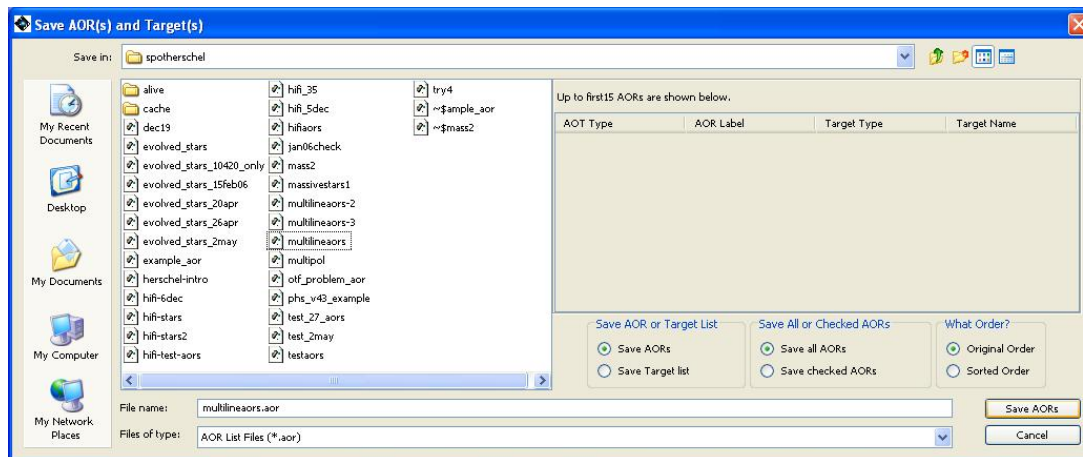 Save AOR(s) and Target(s)
Save in:
spotherschel
My Recent
Documents
Desktop
My Documents
My Computer
My Network
Places
alive
cache
dec19
evolved_stars
evolved_stars_10420_only
evolved_stars_15feb06
evolved_stars_20apr
evolved_stars_26apr
evolved_stars_2may
example_aor
herschel-intro
hifi-6dec
hifi-stars
hifi-stars2
hifi-test-aors
hifi_35
hifi_5dec
hifiaors
jan06check
mass2
massivestars1
multilineaors-2
multilineaors-3
multilineaors
multipol
otf_problem_aor
phs_v43_example
test_27_aors
test_2may
testaors
try4
~$ample_aor
~$mass2
Up to first15 AORs are shown below.
AOT Type AOR Label Target Type Target Name
Save AOR or Target List
Save AORs
Save Target list
Save All or Checked AORs
Save all AORs
Save checked AORs
What Order?
Original Order
Sorted Order
File name: multilineaors.aor
Files of type: AOR List Files (*.aor)
Save AORs
Cancel